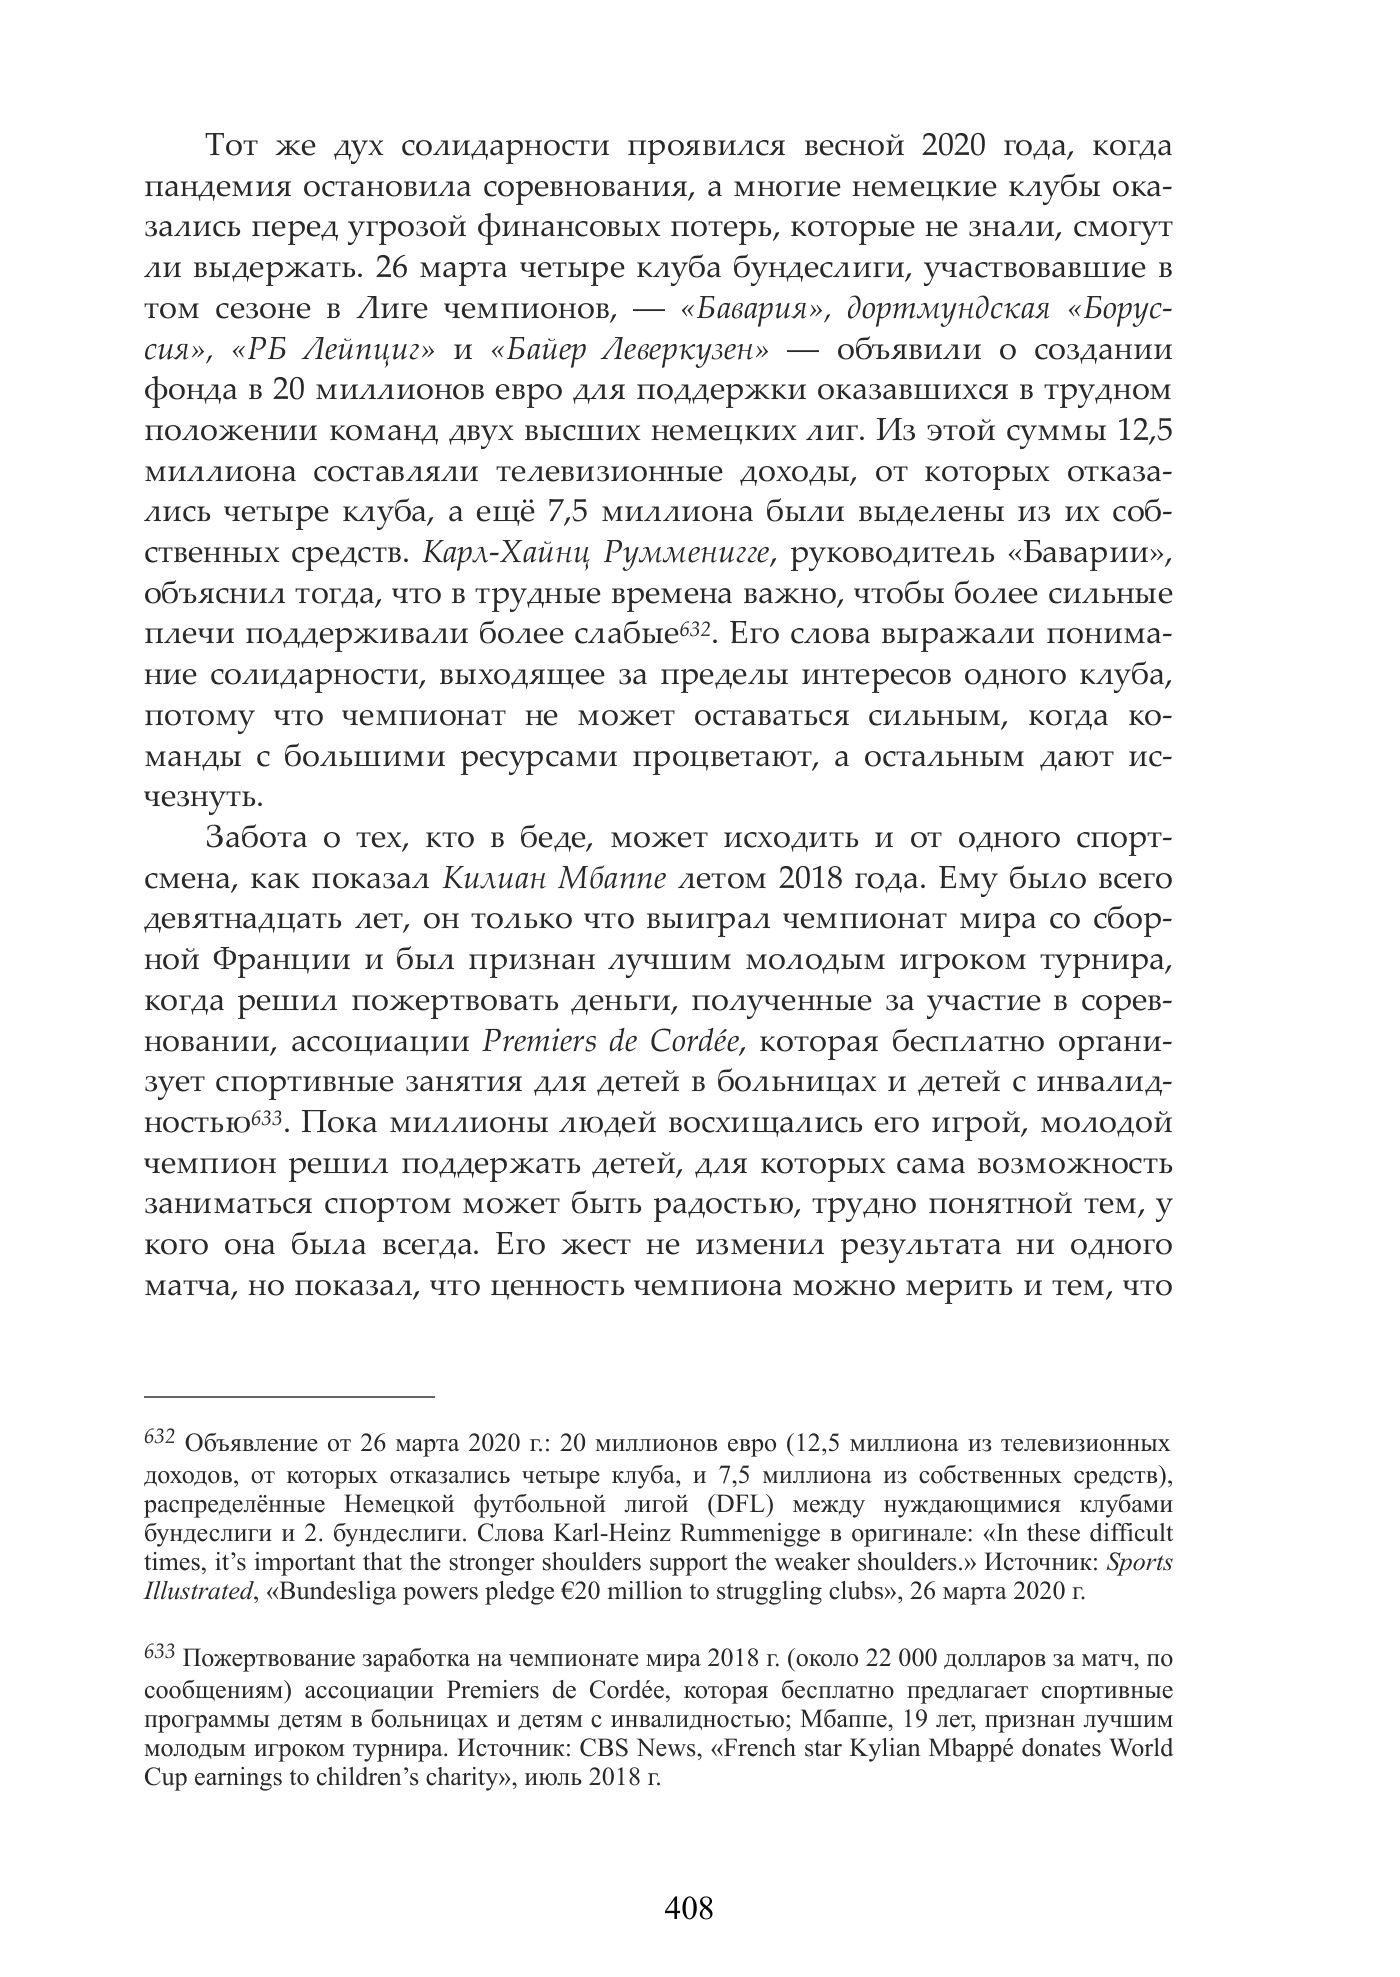 Тот же дух солидарности проявился весной 2020 года, когда
пандемия остановила соревнования, а многие немецкие клубы ока-
зались перед угрозой финансовых потерь, которые не знали, смогут
ли выдержать. 26 марта четыре клуба бундеслиги, участвовавшие в
том сезоне в Лиге чемпионов, — «Бавария», дортмундская «Борус-
сия», «РБ Лейпциг» и «Байер Леверкузен» — объявили о создании
фонда в 20 миллионов евро для поддержки оказавшихся в трудном
положении команд двух высших немецких лиг. Из этой суммы 12,5
миллиона составляли телевизионные доходы, от которых отказа-
лись четыре клуба, а ещё 7,5 миллиона были выделены из их соб-
ственных средств. Карл-Хайнц Румменигге, руководитель «Баварии»,
объяснил тогда, что в трудные времена важно, чтобы более сильные
плечи поддерживали более слабые632. Его слова выражали понима-
ние солидарности, выходящее за пределы интересов одного клуба,
потому что чемпионат не может оставаться сильным, когда ко-
манды с большими ресурсами процветают, а остальным дают ис-
чезнуть.
Забота о тех, кто в беде, может исходить и от одного спорт-
смена, как показал Килиан Мбаппе летом 2018 года. Ему было всего
девятнадцать лет, он только что выиграл чемпионат мира со сбор-
ной Франции и был признан лучшим молодым игроком турнира,
когда решил пожертвовать деньги, полученные за участие в сорев-
новании, ассоциации Premiers de Cordée, которая бесплатно органи-
зует спортивные занятия для детей в больницах и детей с инвалид-
ностью633. Пока миллионы людей восхищались его игрой, молодой
чемпион решил поддержать детей, для которых сама возможность
заниматься спортом может быть радостью, трудно понятной тем, у
кого она была всегда. Его жест не изменил результата ни одного
матча, но показал, что ценность чемпиона можно мерить и тем, что
632 Объявление от 26 марта 2020 г.: 20 миллионов евро (12,5 миллиона из телевизионных
доходов, от которых отказались четыре клуба, и 7,5 миллиона из собственных средств),
распределённые Немецкой футбольной лигой (DFL) между нуждающимися клубами
бундеслиги и 2. бундеслиги. Слова Karl-Heinz Rummenigge в оригинале: «In these difficult
times, it’s important that the stronger shoulders support the weaker shoulders.» Источник: Sports
Illustrated, «Bundesliga powers pledge €20 million to struggling clubs», 26 марта 2020 г.
633 Пожертвование заработка на чемпионате мира 2018 г. (около 22 000 долларов за матч, по
сообщениям) ассоциации Premiers de Cordée, которая бесплатно предлагает спортивные
программы детям в больницах и детям с инвалидностью; Мбаппе, 19 лет, признан лучшим
молодым игроком турнира. Источник: CBS News, «French star Kylian Mbappé donates World
Cup earnings to children’s charity», июль 2018 г.
408